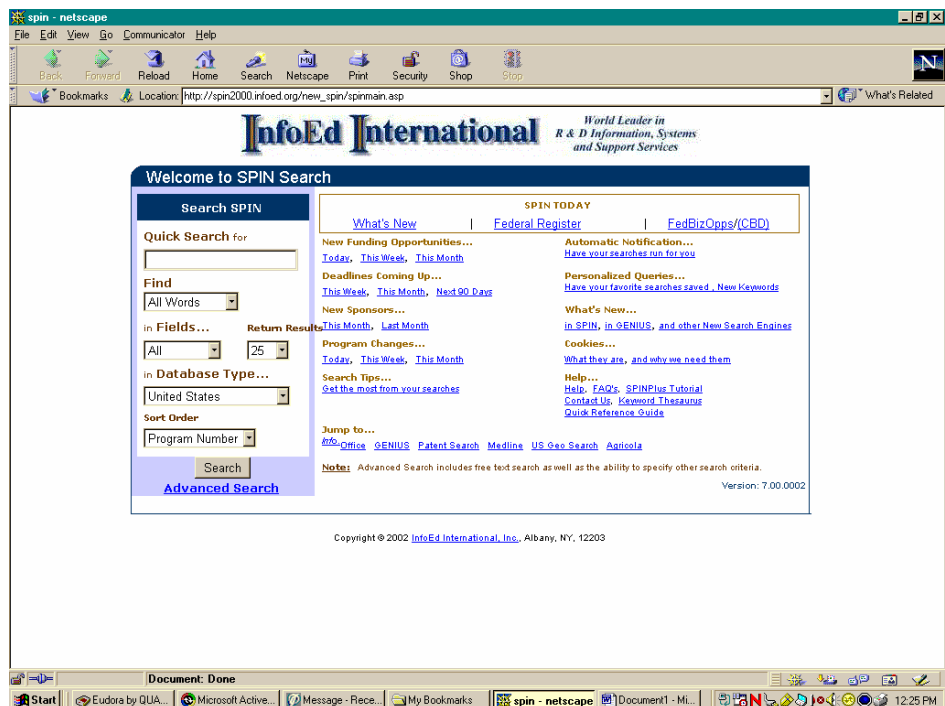 spin - netscape
File Edit View Go Communicator Help
Back Forward Reload Home Search Netscape Print Security Shop Stop
My
N
Bookmarks Location: http://spin2000.infoed.org/new_spin/spinmain.asp What's Related
InfoEd International
World Leader in
R & D Information, Systems
and Support Services
Welcome to SPIN Search
Search SPIN
Quick Search for
Find
All Words
in Fields... Return Results
All 25
in Database Type...
United States
Sort Order
Program Number
Search
Advanced Search
SPIN TODAY
What's New | Federal Register | FedBizOpps/(CBD)
New Funding Opportunities...
Today, This Week, This Month
Deadlines Coming Up...
This Week, This Month, Next 90 Days
New Sponsors...
This Month, Last Month
Program Changes...
Today, This Week, This Month
Search Tips...
Get the most from your searches
Automatic Notification...
Have your searches run for you
Personalized Queries...
Have your favorite searches saved , New Keywords
What's New...
in SPIN, in GENIUS, and other New Search Engines
Cookies...
What they are, and why we need them
Help...
Help, FAQ's, SPINPlus Tutorial
Contact Us, Keyword Thesaurus
Quick Reference Guide
Jump to...
Info-Office GENIUS Patent Search Medline US Geo Search Agricola
Note: Advanced Search includes free text search as well as the ability to specify other search criteria.
Version: 7.00.0002
Copyright © 2002 InfoEd International, Inc., Albany, NY, 12203
Document: Done
Start Eudora by QUA... Microsoft Active... Message - Rece... My Bookmarks spin - netscape Document1 - Mi... 12:25 PM